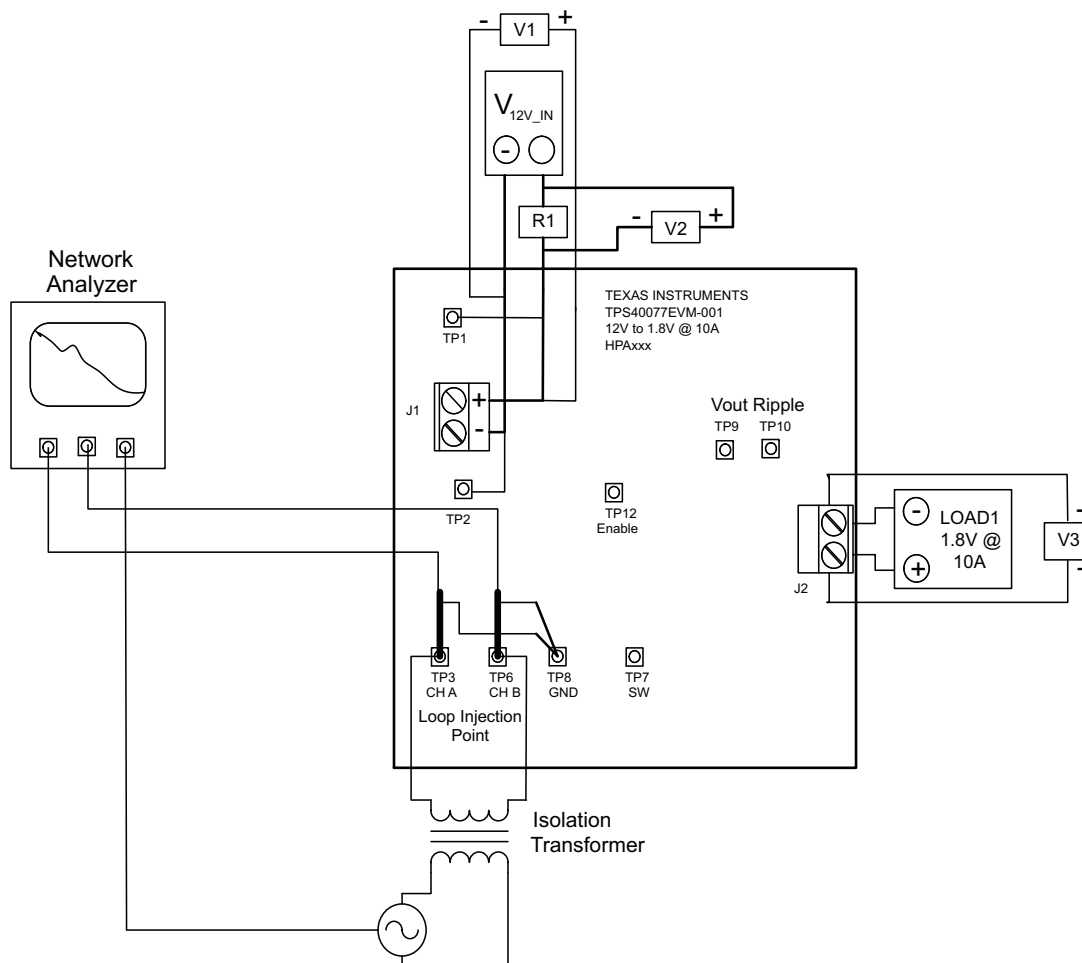 - V1 +
V12V_IN
-
R1
- V2 +
Network
Analyzer
TEXAS INSTRUMENTS
TPS40077EVM-001
12V to 1.8V @ 10A
HPAxxx
TP1
J1
+
-
Vout Ripple
TP9 TP10
TP2
TP12
Enable
-
LOAD1
1.8V @
10A
+
V3
J2
TP3
CH A
TP6
CH B
TP8
GND
TP7
SW
Loop Injection
Point
Isolation
Transformer